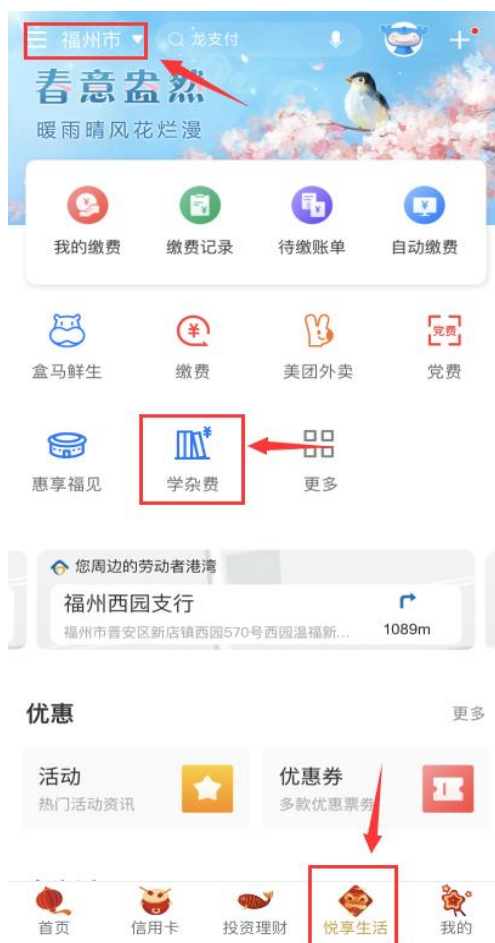 福州市 龙支付
春意盎然
暖雨晴风花烂漫
我的缴费 缴费记录 待缴账单 自动缴费
党费
盒马鲜生 缴费 美团外卖 党费
惠享福见 学杂费 更多
您周边的劳动者港湾
福州西园支行
福州市晋安区新店镇西园570号西园温福新... 1089m
优惠 更多
活动 优惠券
热门活动资讯 多款优惠票券
首页 信用卡 投资理财 悦享生活 我的